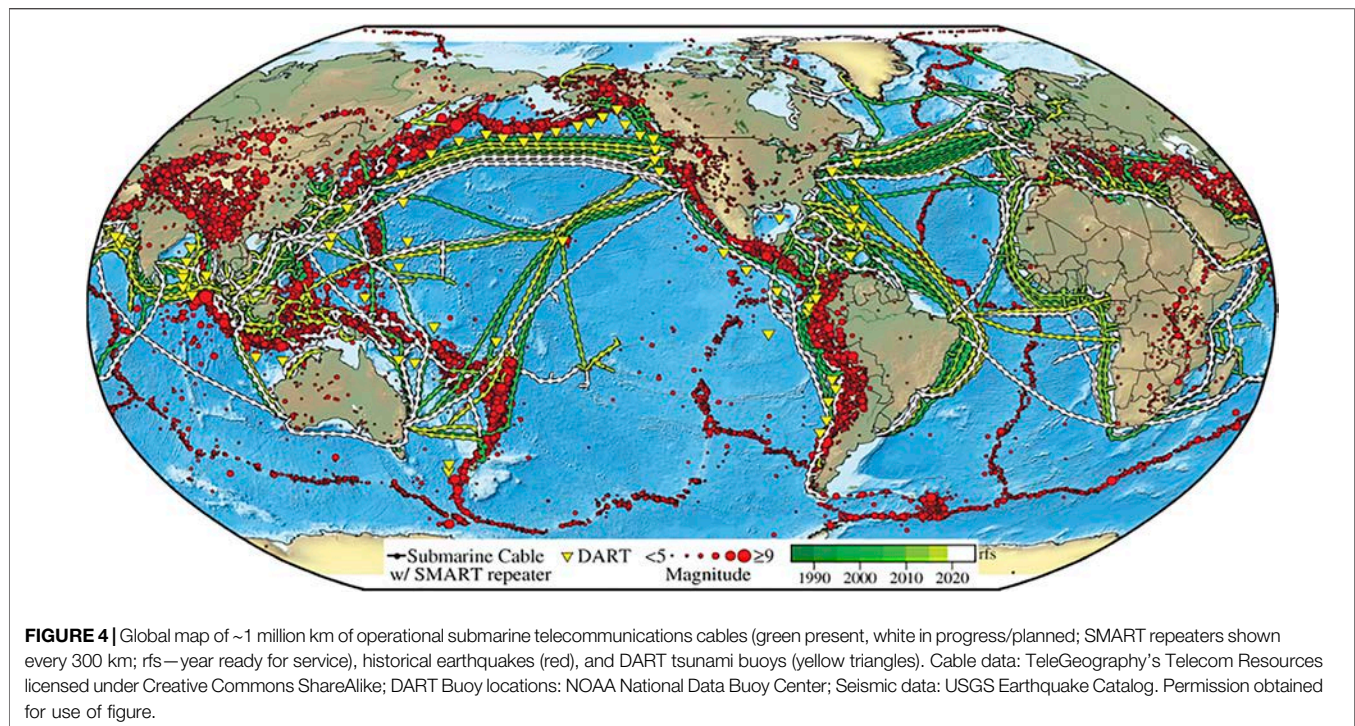 Submarine Cable
w/ SMART repeater
DART
<5
≥9
Magnitude
rfs
1990 2000 2010 2020
FIGURE 4 | Global map of ~1 million km of operational submarine telecommunications cables (green present, white in progress/planned; SMART repeaters shown
every 300 km; rfs—year ready for service), historical earthquakes (red), and DART tsunami buoys (yellow triangles). Cable data: TeleGeography's Telecom Resources
licensed under Creative Commons ShareAlike; DART Buoy locations: NOAA National Data Buoy Center; Seismic data: USGS Earthquake Catalog. Permission obtained
for use of figure.